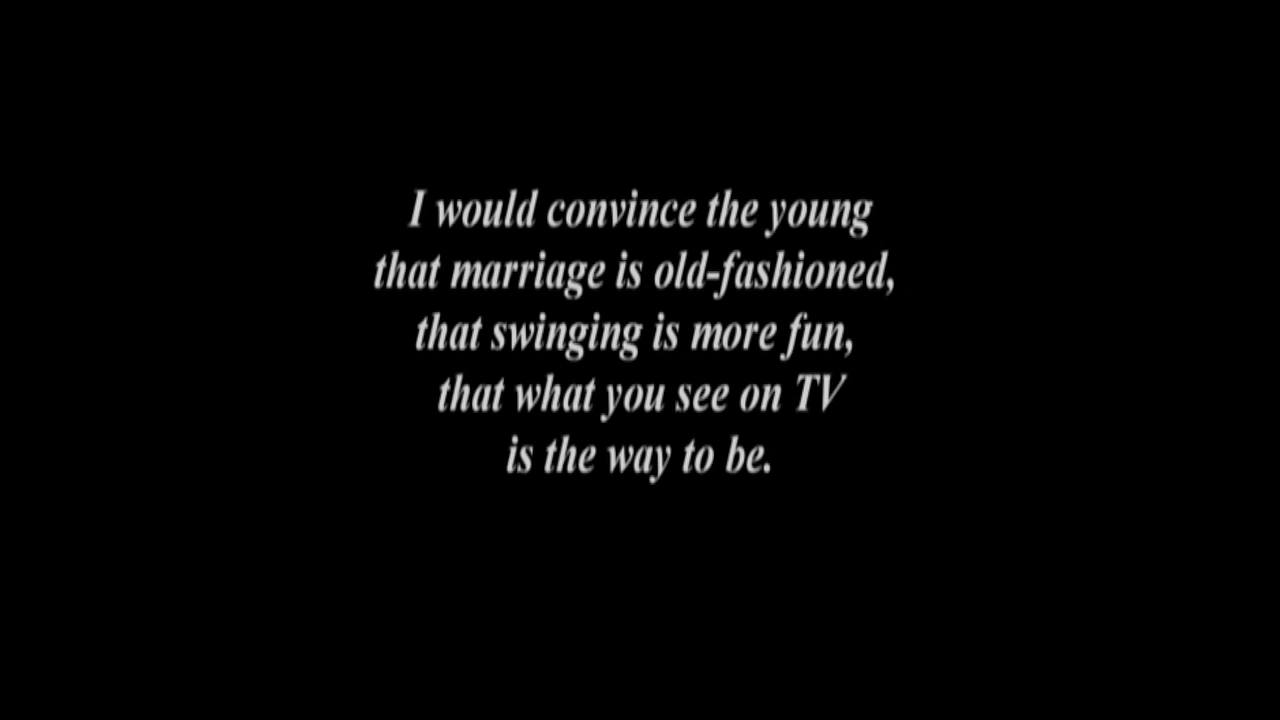 I would convince the young
that marriage is old-fashioned,
that swinging is more fun,
that what you see on TV
is the way to be.